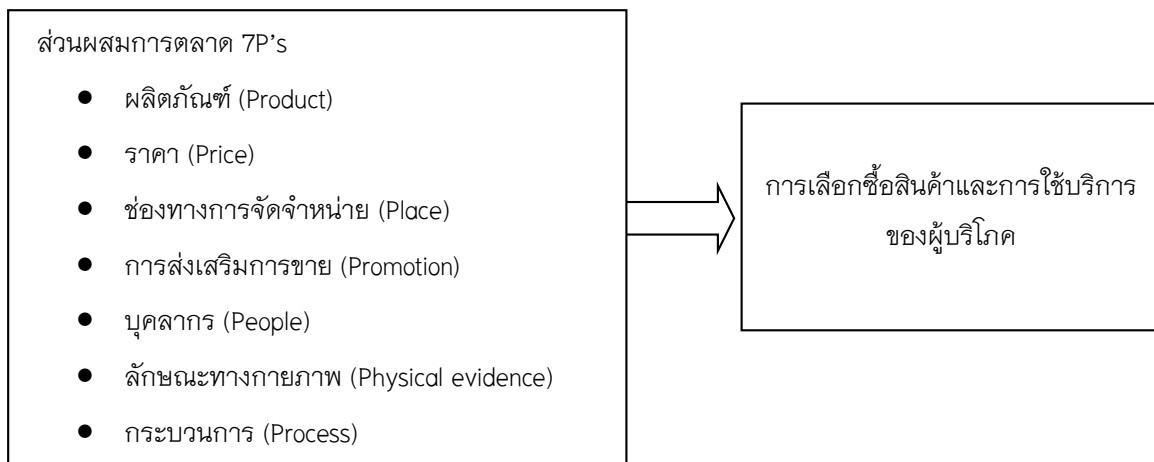 ส่วนผสมการตลาด 7P’s
● ผลิตภัณฑ์ (Product)
● ราคา (Price)
● ช่องทางการจัดจำหน่าย (Place)
● การส่งเสริมการขาย (Promotion)
● บุคลากร (People)
● ลักษณะทางกายภาพ (Physical evidence)
● กระบวนการ (Process)
การเลือกซื้อสินค้าและการใช้บริการ
ของผู้บริโภค